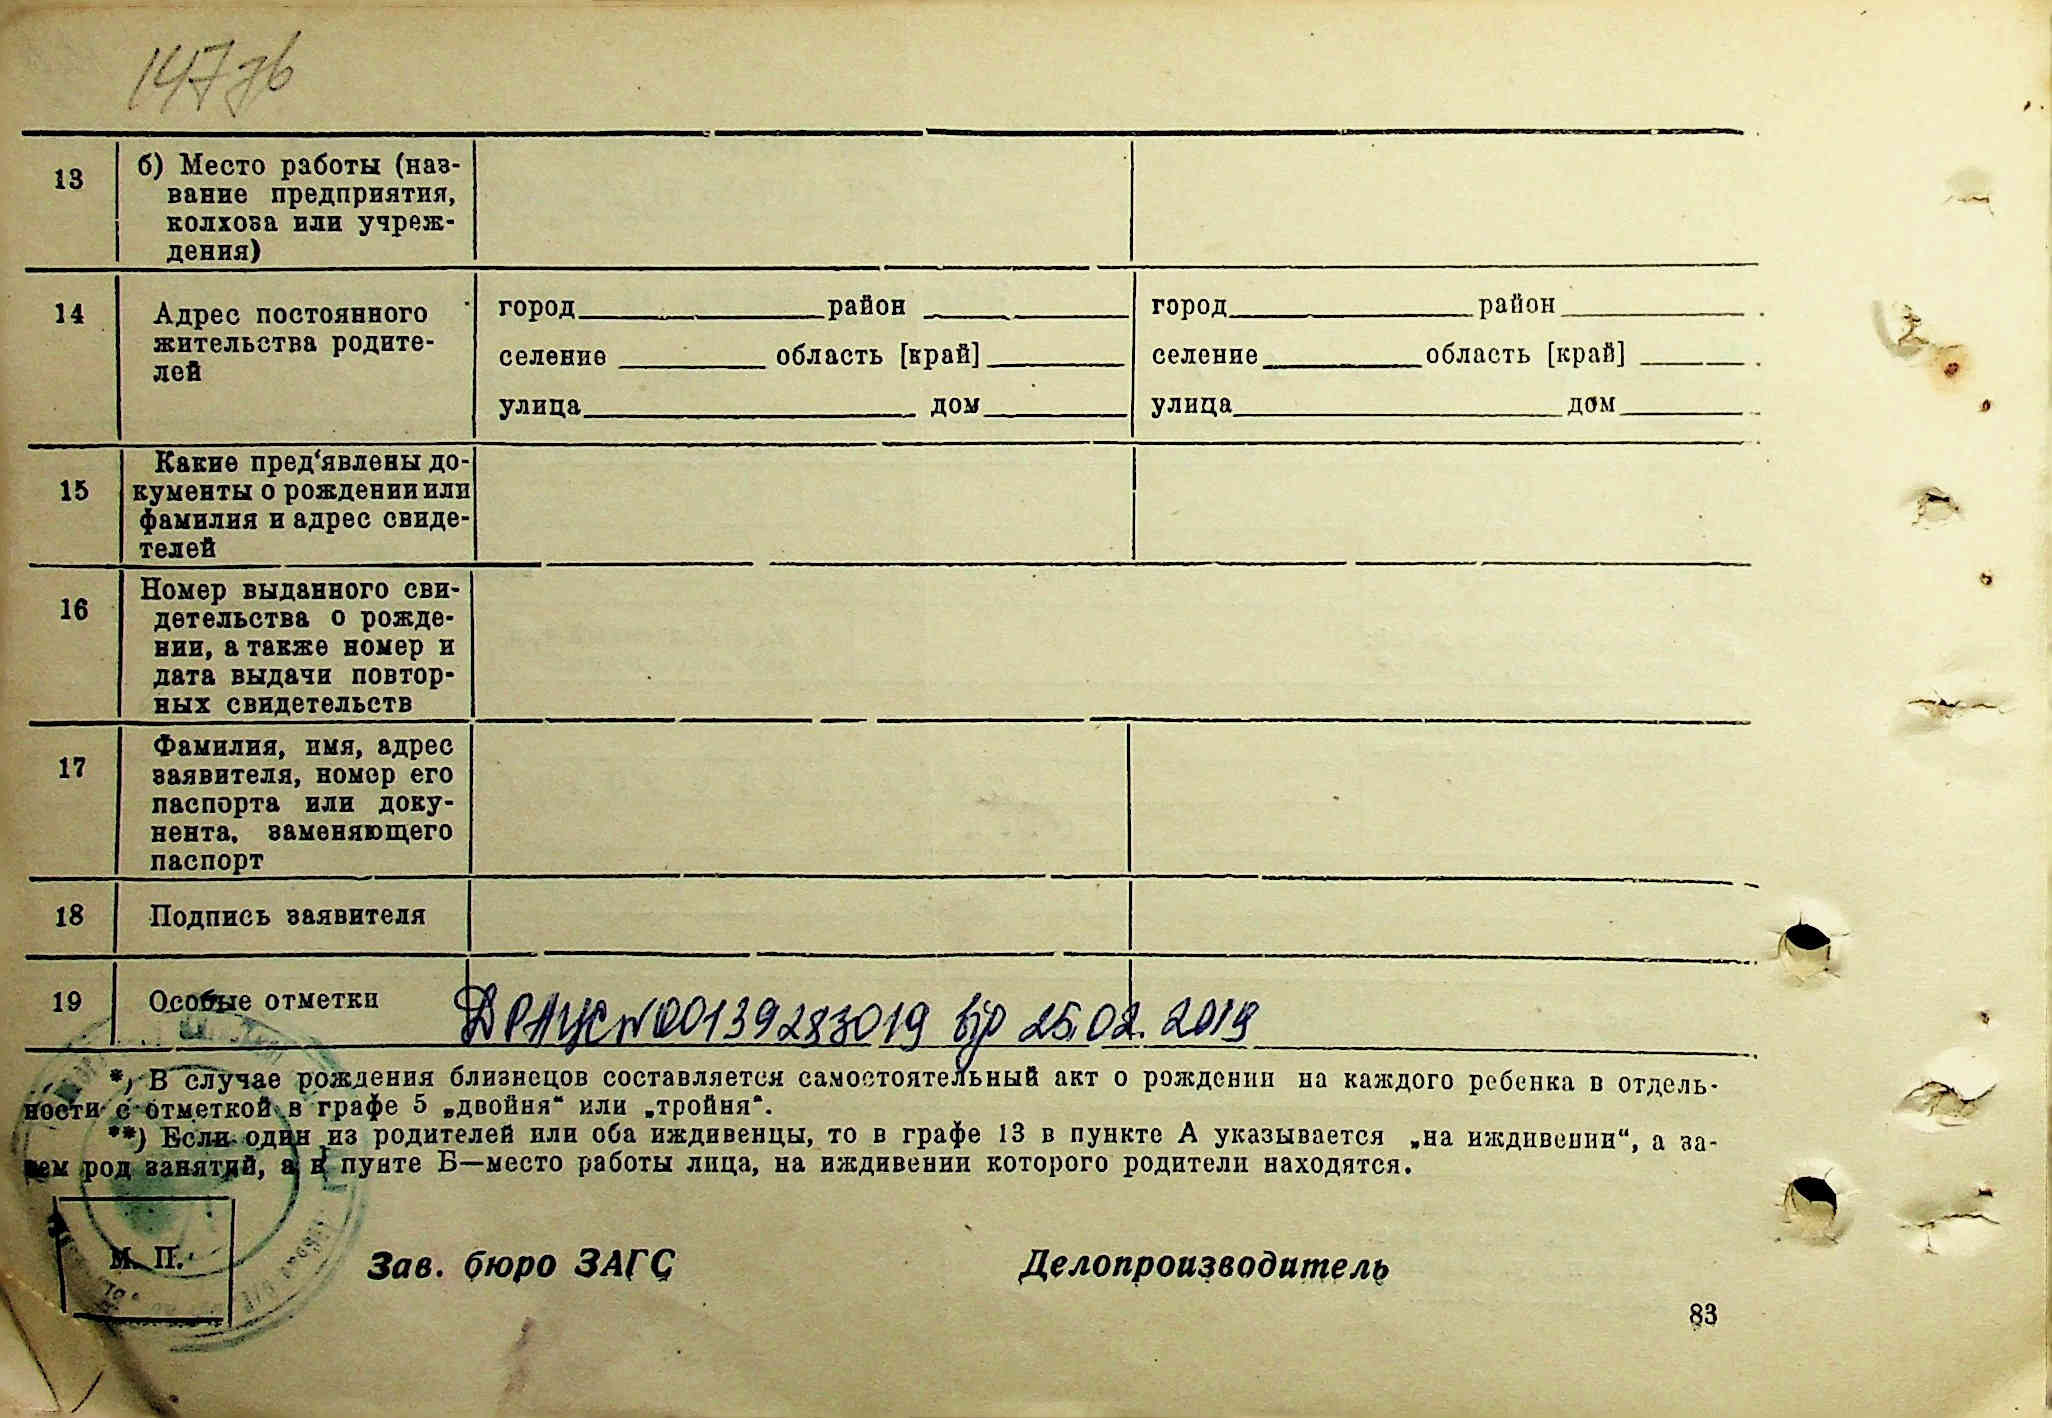 147зв
13
б) Место работы (наз-
вание предприятия,
колхоза или учреж-
дения)
14
Адрес постоянного
жительства родите-
лей
город район
селение область [край]
улица дом
город район
селение область [край]
улица дом
15
Какие пред‘явлены до-
кументы о рождении или
фамилия и адрес свиде-
телей
16
Номер выданного сви-
детельства о рожде-
нии, а также номер и
дата выдачи повтор-
ных свидетельств
17
Фамилия, имя, адрес
заявителя, номер его
паспорта или доку-
нента, заменяющего
паспорт
18
Подпись заявителя
19
Особые отметки
ДРАЦС № 00139283019 від 25.02.2019
*) В случае рождения близнецов составляется самостоятельный акт о рождении на каждого ребенка в отдель-
ности с отметкой в графе 5 „двойня“ или „тройня“.
**) Если один из родителей или оба иждивенцы, то в графе 13 в пункте А указывается „на иждивении“, а за-
тем род занятий, а в пунте Б—место работы лица, на иждивении которого родители находятся.
М. П.
Зав. бюро ЗАГС
Делопроизводитель
83